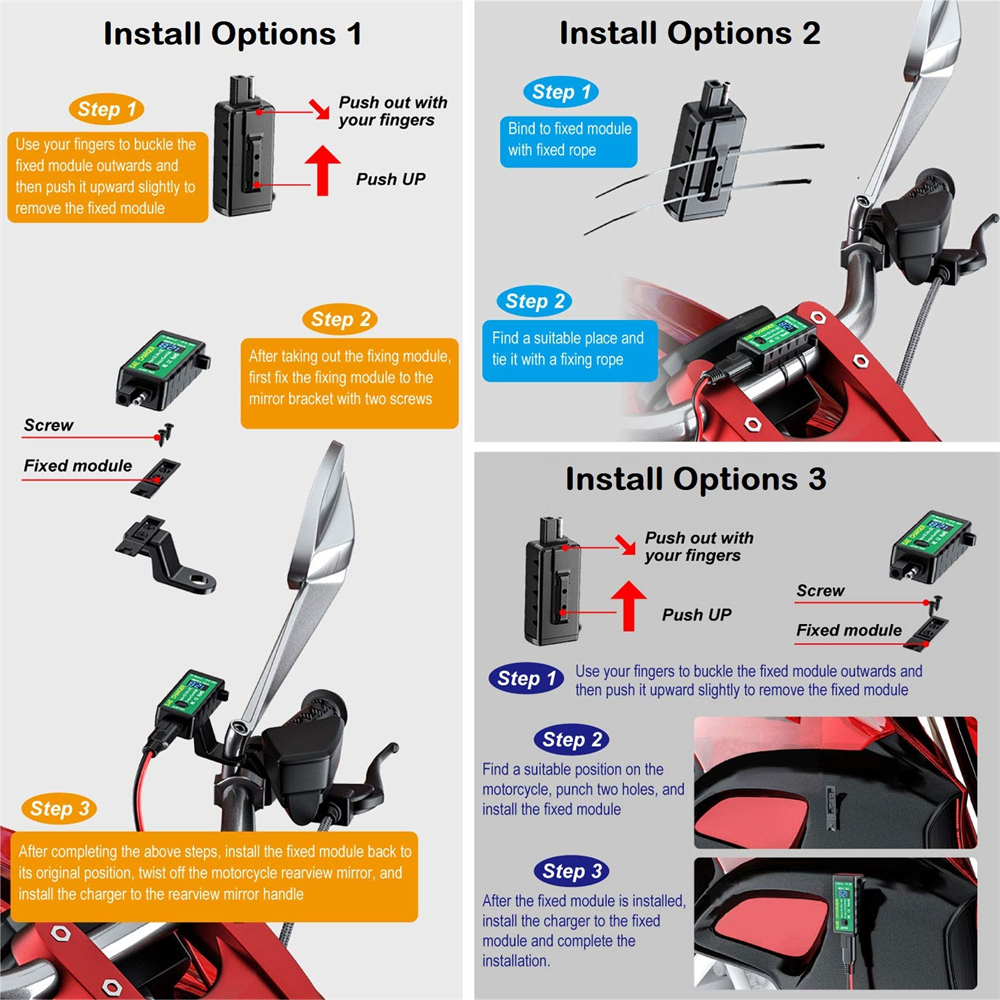 Install Options 1
Step 1
Use your fingers to buckle the
fixed module outwards and
then push it upward slightly to
remove the fixed module
Push out with
your fingers
Push UP
Step 2
After taking out the fixing module,
first fix the fixing module to the
mirror bracket with two screws
Screw
Fixed module
Step 3
After completing the above steps, install the fixed module back to
its original position, twist off the motorcycle rearview mirror, and
install the charger to the rearview mirror handle
Install Options 2
Step 1
Bind to fixed module
with fixed rope
Step 2
Find a suitable place and
tie it with a fixing rope
Install Options 3
Push out with
your fingers
Push UP
Screw
Fixed module
Step 1
Use your fingers to buckle the fixed module outwards and
then push it upward slightly to remove the fixed module
Step 2
Find a suitable position on the
motorcycle, punch two holes, and
install the fixed module
Step 3
After the fixed module is installed,
install the charger to the fixed
module and complete the
installation.